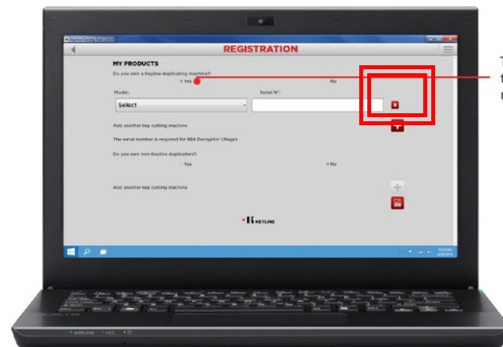 REGISTRATION
MY PRODUCTS
Do you own a Keyline duplicating machine?
Yes No
Model: Serial N°:
Select
Add another key cutting machine
The serial number is required for 884 Decryptor Ultegra.
Do you own non-Keyline duplicators?
Yes No
Add another key cutting machine
KEYLINE